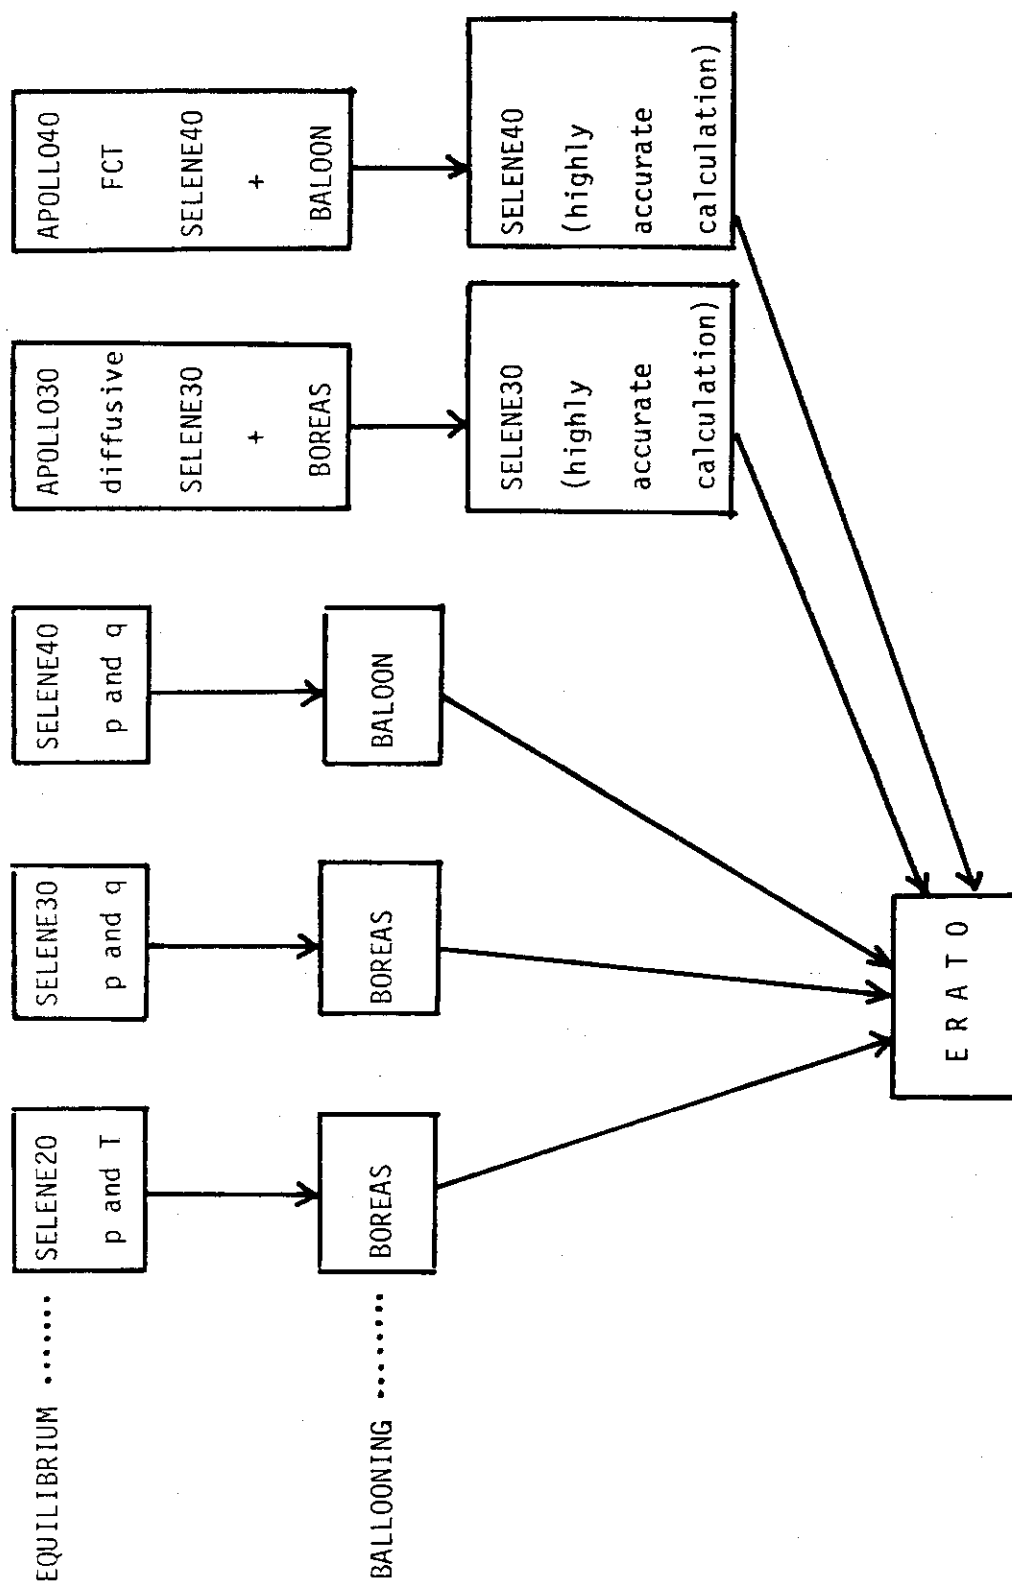 EQUILIBRIUM .......
SELENE20
p and T
SELENE30
p and q
SELENE40
p and q
APOLLO30
diffusive
SELENE30
+
BOREAS
APOLLO40
FCT
SELENE40
+
BALOON
BALLOONING ........
BOREAS
BOREAS
BALOON
SELENE30
(highly
accurate
calculation)
SELENE40
(highly
accurate
calculation)
E R A T O